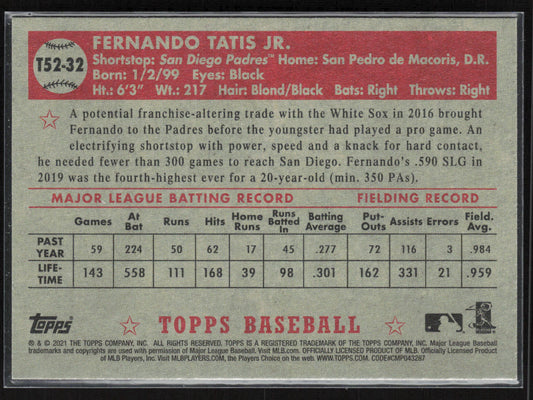 T52-32
FERNANDO TATIS JR.
Shortstop: San Diego Padres™ Home: San Pedro de Macoris, D.R.
Born: 1/2/99 Eyes: Black
Ht.: 6'3" Wt.: 217 Hair: Blond/Black Bats: Right Throws: Right
A potential franchise-altering trade with the White Sox in 2016 brought
Fernando to the Padres before the youngster had played a pro game. An
electrifying shortstop with power, speed and a knack for hard contact,
he needed fewer than 300 games to reach San Diego. Fernando's .590 SLG in
2019 was the fourth-highest ever for a 20-year-old (min. 350 PAs).
MAJOR LEAGUE BATTING RECORD FIELDING RECORD
Games At Bat Runs Hits Home Runs Runs Batted In Batting Average Put-Outs Assists Errors Field. Avg.
PAST YEAR 59 224 50 62 17 45 .277 72 116 3 .984
LIFE-TIME 143 558 111 168 39 98 .301 162 331 21 .959
Topps TOPPS BASEBALL
® & © 2021 THE TOPPS COMPANY, INC. ALL RIGHTS RESERVED. TOPPS IS A REGISTERED TRADEMARK OF THE TOPPS COMPANY, INC. Major League Baseball
trademarks and copyrights are used with permission of Major League Baseball. Visit MLB.com. OFFICIALLY LICENSED PRODUCT OF MLB. OFFICIALLY LICENSED PRODUCT
of MLB Players, Inc. Visit MLBPLAYERS.com, the Players Choice on the web. WWW.TOPPS.COM. CODE#CMP043267